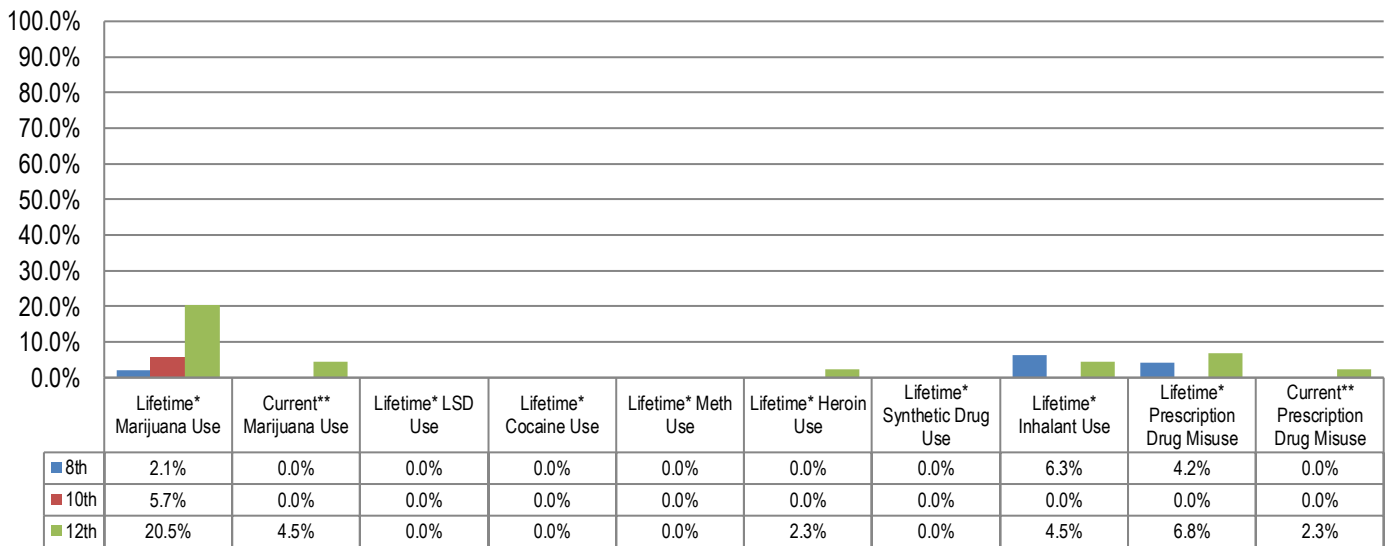 100.0%
90.0%
80.0%
70.0%
60.0%
50.0%
40.0%
30.0%
20.0%
10.0%
0.0%
Lifetime* Marijuana Use
Current** Marijuana Use
Lifetime* LSD Use
Lifetime* Cocaine Use
Lifetime* Meth Use
Lifetime* Heroin Use
Lifetime* Synthetic Drug Use
Lifetime* Inhalant Use
Lifetime* Prescription Drug Misuse
Current** Prescription Drug Misuse
8th 2.1% 0.0% 0.0% 0.0% 0.0% 0.0% 0.0% 6.3% 4.2% 0.0%
10th 5.7% 0.0% 0.0% 0.0% 0.0% 0.0% 0.0% 0.0% 0.0% 0.0%
12th 20.5% 4.5% 0.0% 0.0% 0.0% 2.3% 0.0% 4.5% 6.8% 2.3%